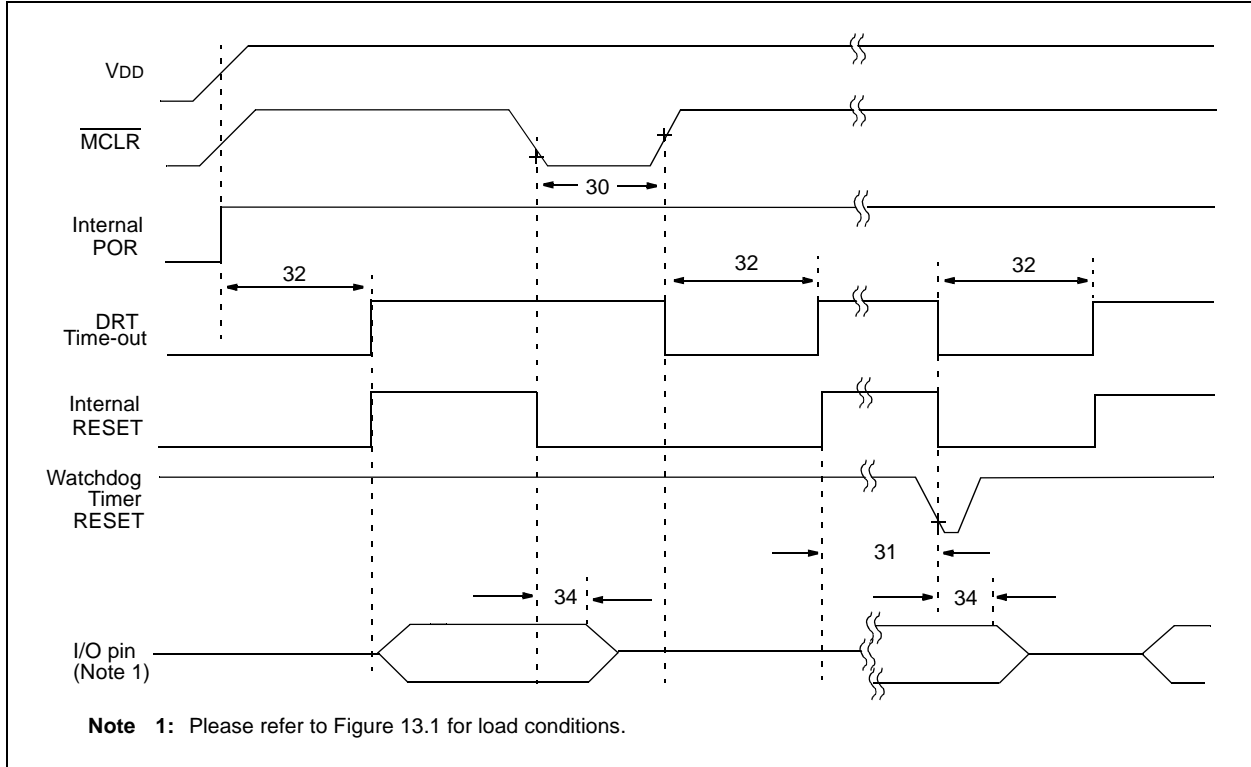 VDD
MCLR
30
Internal
POR
32
32
32
DRT
Time-out
Internal
RESET
Watchdog
Timer
RESET
31
34
34
I/O pin
(Note 1)
Note 1: Please refer to Figure 13.1 for load conditions.